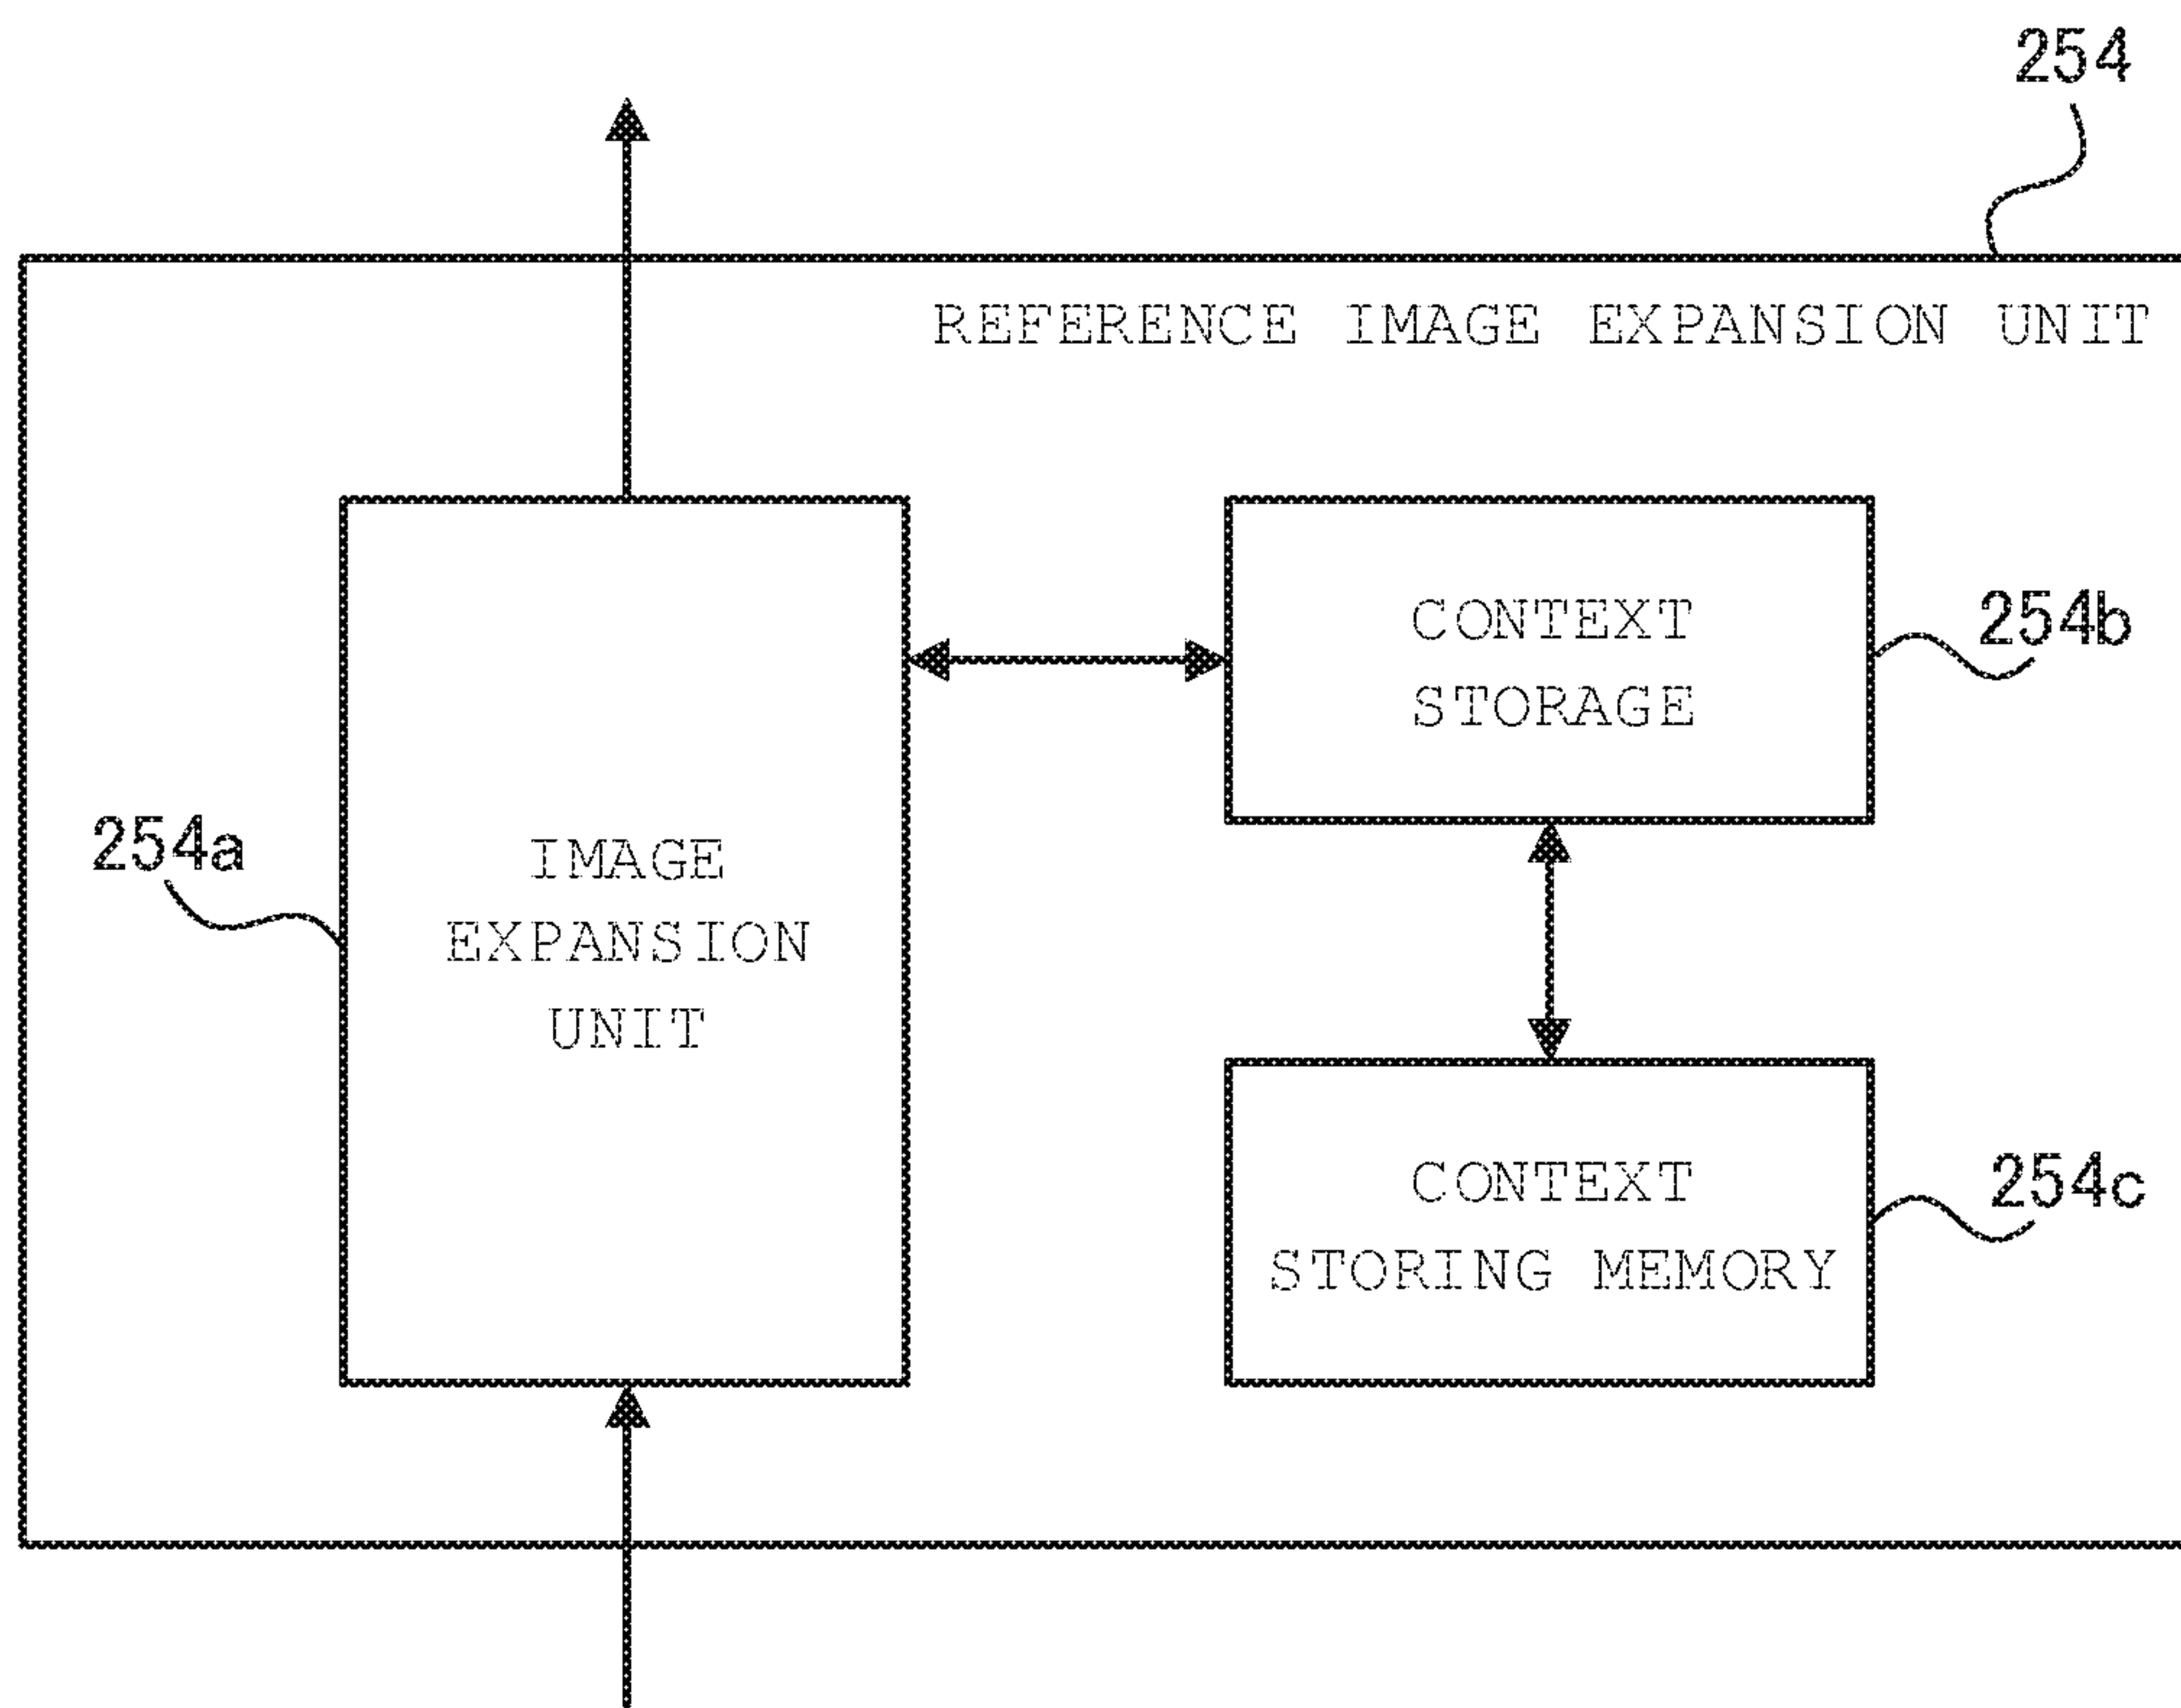 254
REFERENCE IMAGE EXPANSION UNIT
CONTEXT
STORAGE
254b
254a
IMAGE
EXPANSION
UNIT
CONTEXT
STORING MEMORY
254c